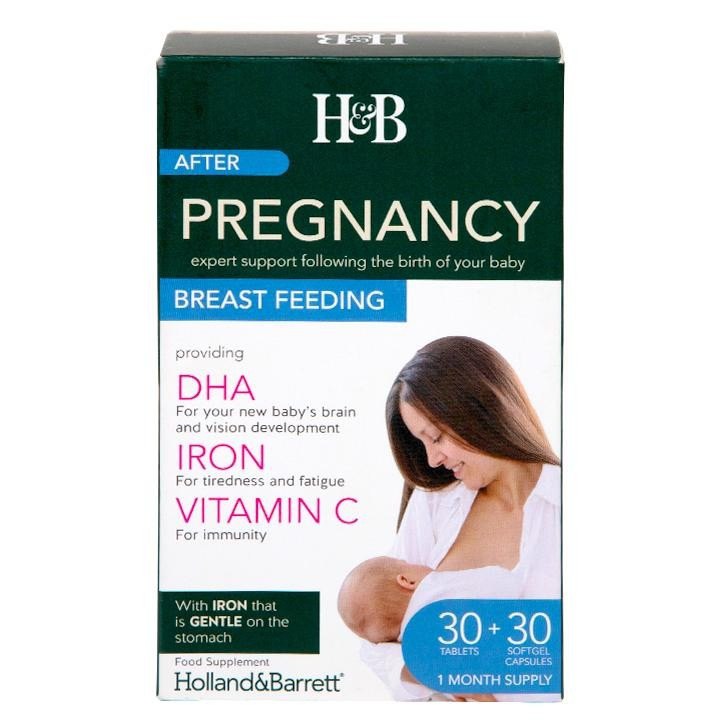 H&B
H&B
AFTER
PREGNANCY
expert support following the birth of your baby
BREAST FEEDING
providing
DHA
For your new baby's brain
and vision development
IRON
For tiredness and fatigue
VITAMIN C
For immunity
With IRON that
is GENTLE on the
stomach
Food Supplement
Holland&Barrett®
30 + 30
TABLETS SOFTGEL
CAPSULES
1 MONTH SUPPLY